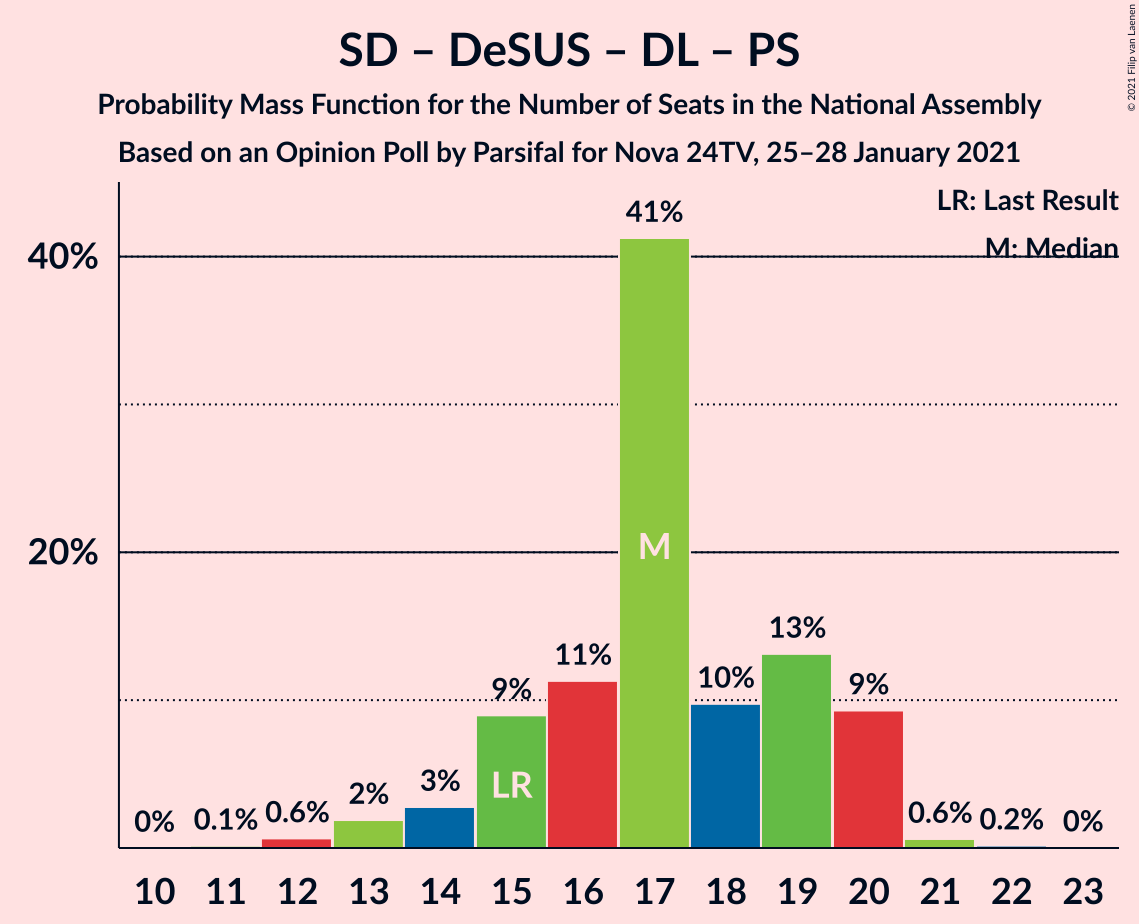 SD – DeSUS – DL – PS
Probability Mass Function for the Number of Seats in the National Assembly
Based on an Opinion Poll by Parsifal for Nova 24TV, 25–28 January 2021
© 2021 Filip van Laenen
LR: Last Result
M: Median
40%
20%
0%
0.1%
0.6%
2%
3%
9%
11%
41%
10%
13%
9%
0.6%
0.2%
0%
LR
M
10 11 12 13 14 15 16 17 18 19 20 21 22 23